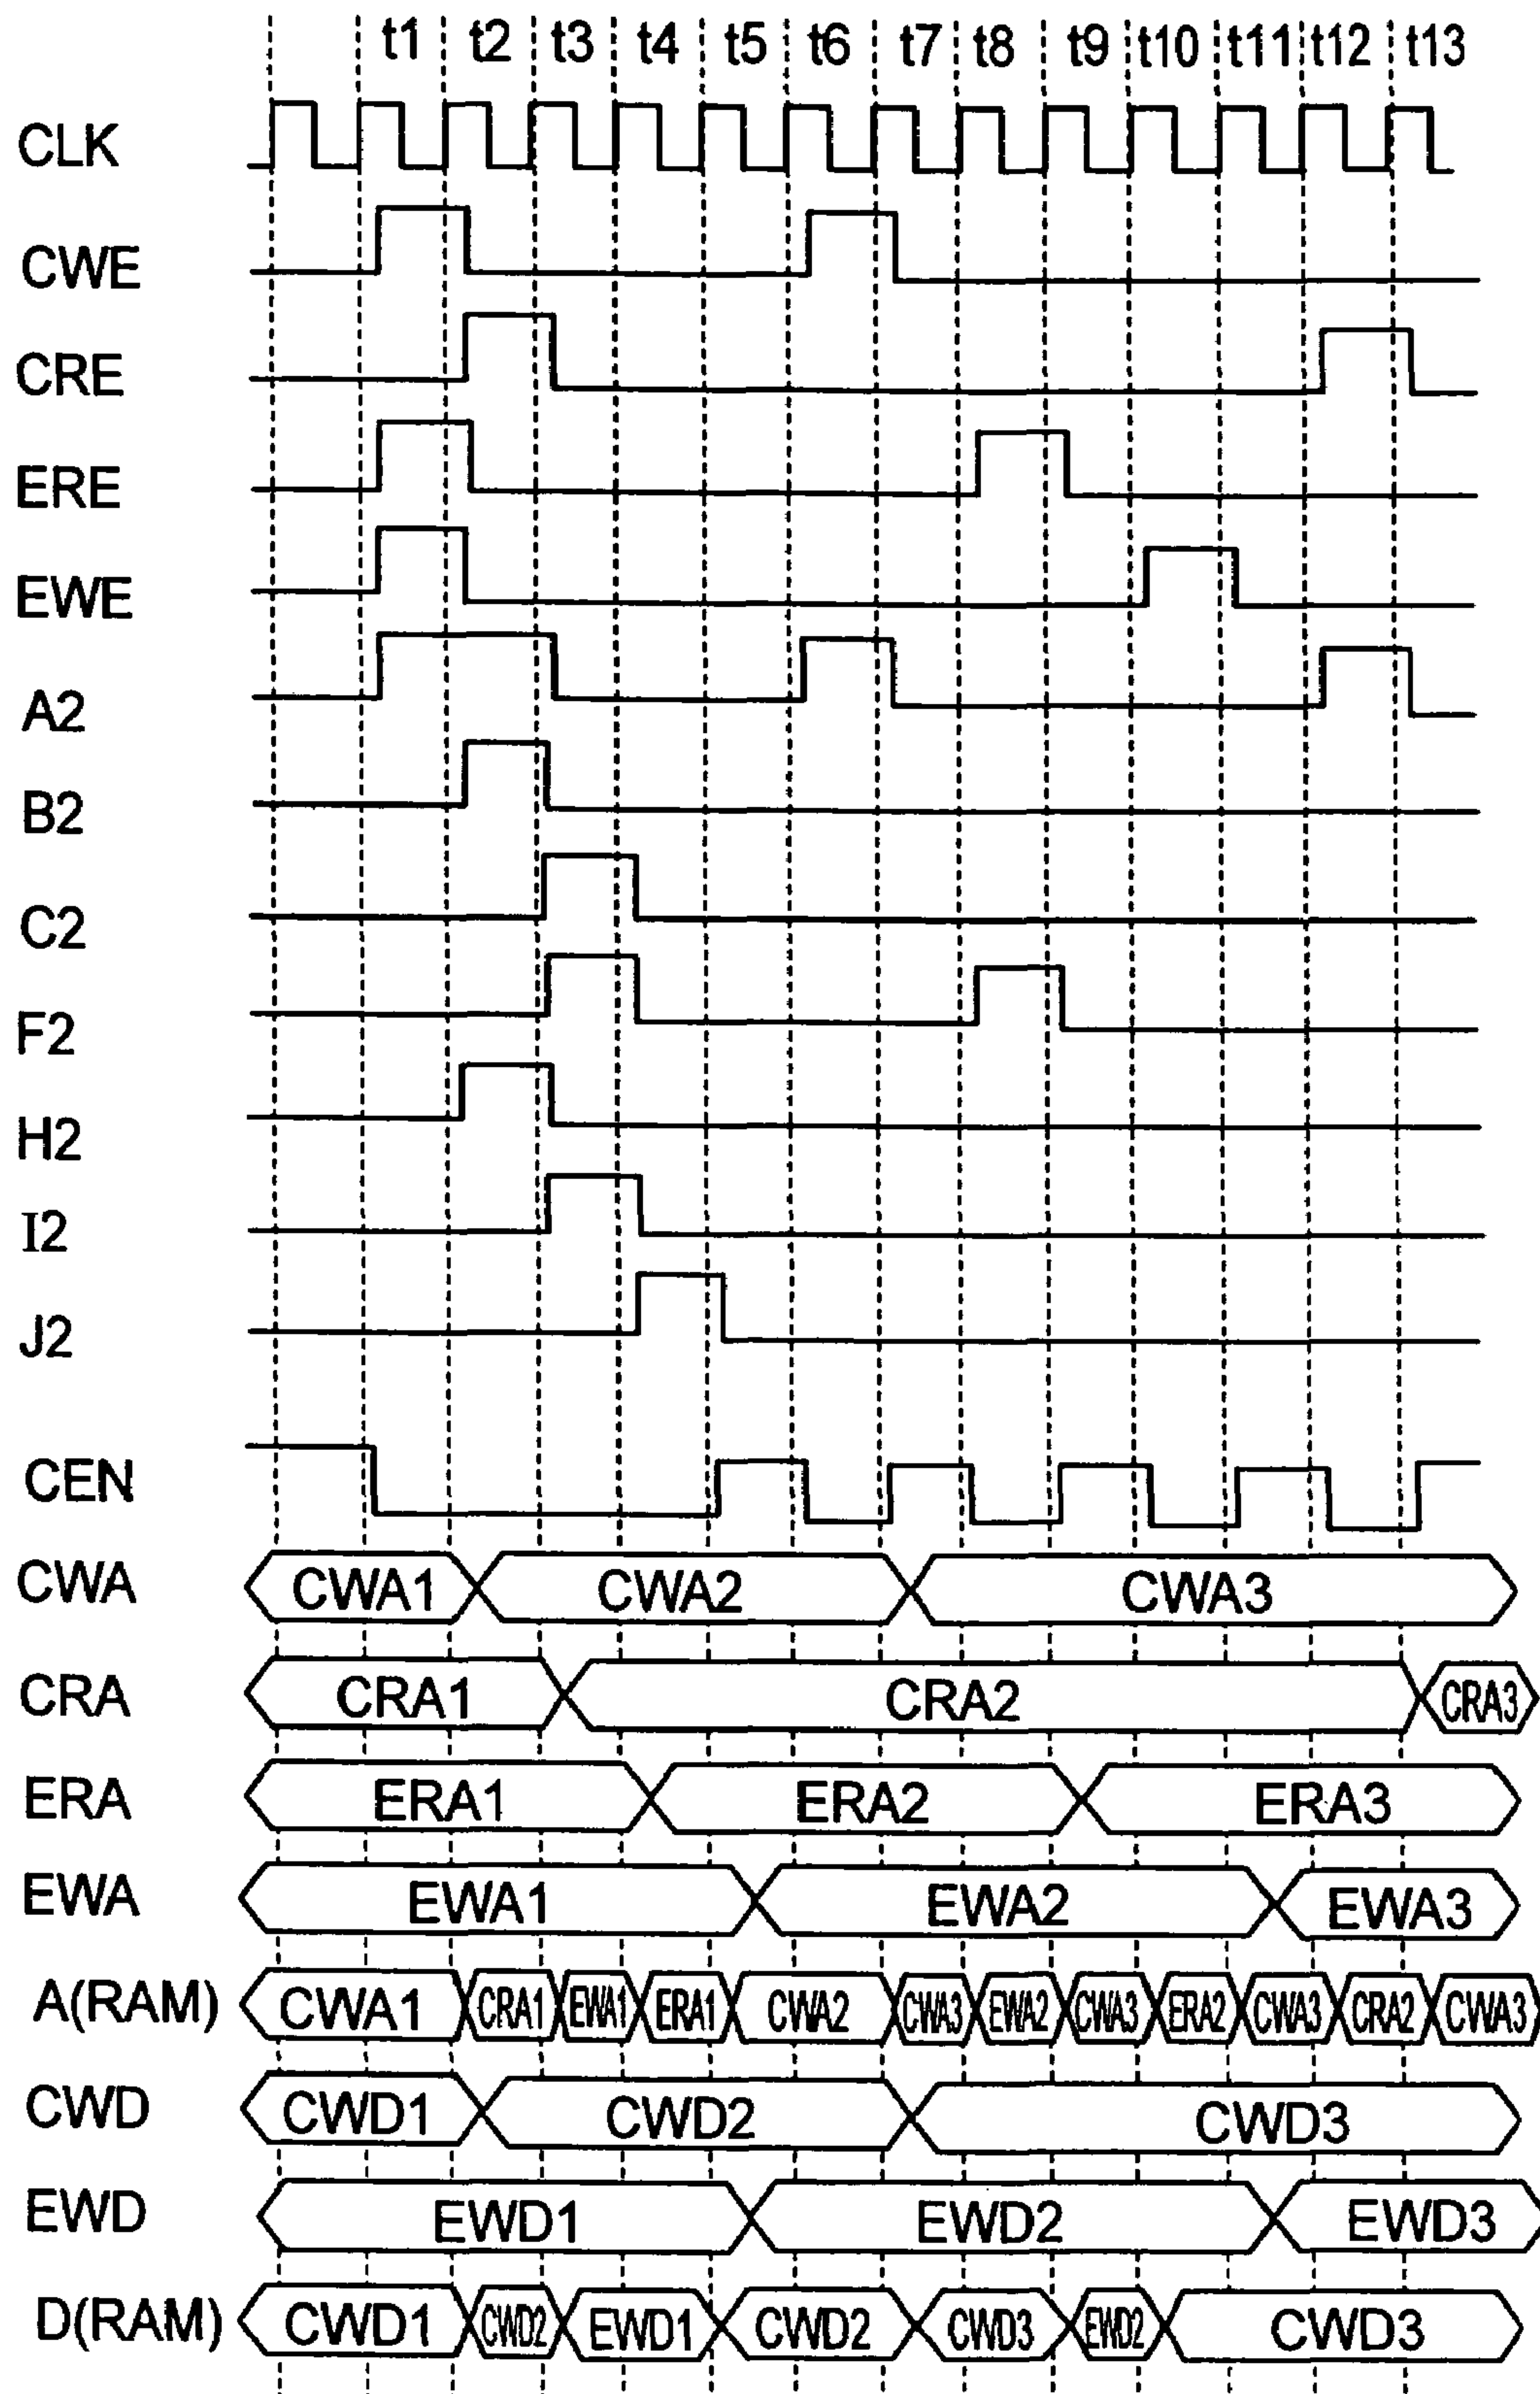 t1 t2 t3 t4 t5 t6 t7 t8 t9 t10 t11 t12 t13
CLK
CWE
CRE
ERE
EWE
A2
B2
C2
F2
H2
I2
J2
CEN
CWA CWA1 CWA2 CWA3
CRA CRA1 CRA2 CRA3
ERA ERA1 ERA2 ERA3
EWA EWA1 EWA2 EWA3
A(RAM) CWA1 CRA1 EWA1 ERA1 CWA2 CWA3 EWA2 CWA3 ERA2 CWA3 CRA2 CWA3
CWD CWD1 CWD2 CWD3
EWD EWD1 EWD2 EWD3
D(RAM) CWD1 CWD2 EWD1 CWD2 CWD3 EWD2 CWD3